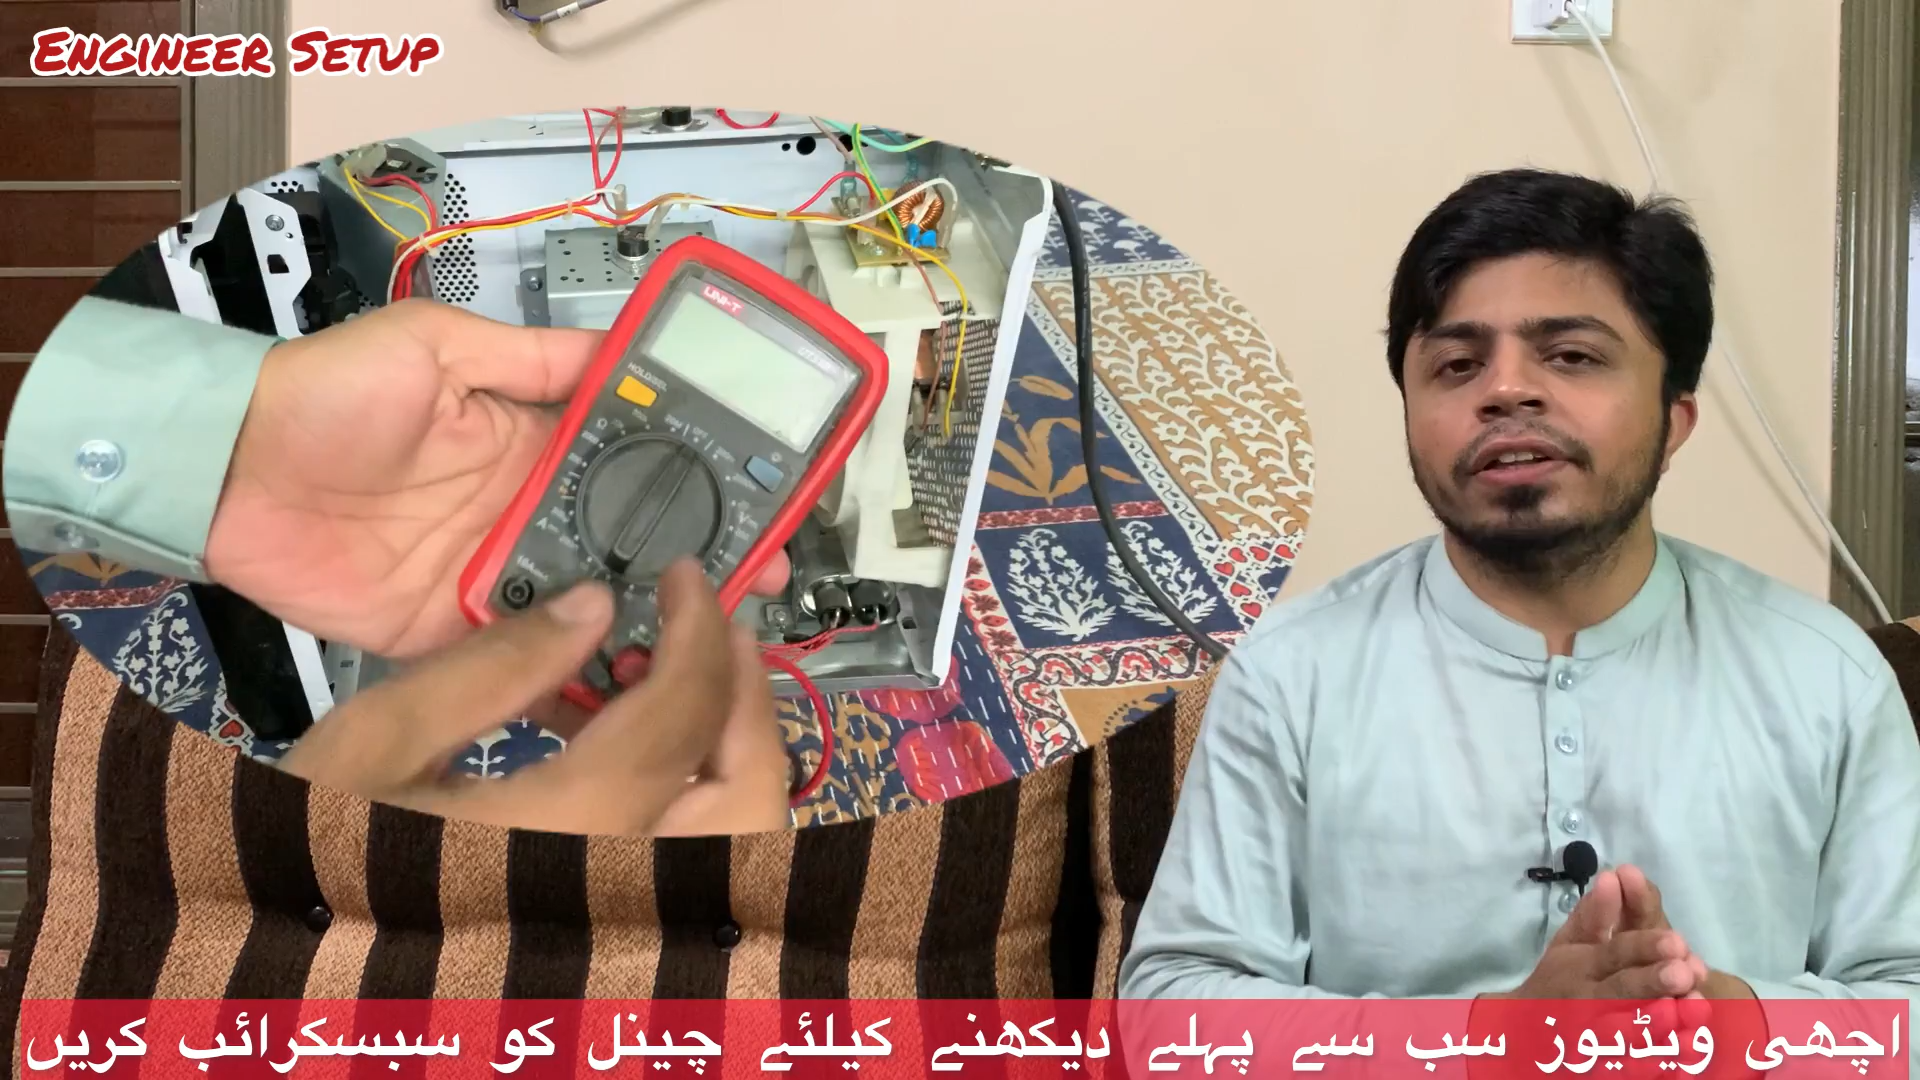 ENGINEER SETUP
UNI-T
HOLD/SEL
اچھی ویڈیوز سب سے پہلے دیکھنے کیلئے چینل کو سبسکرائب کریں